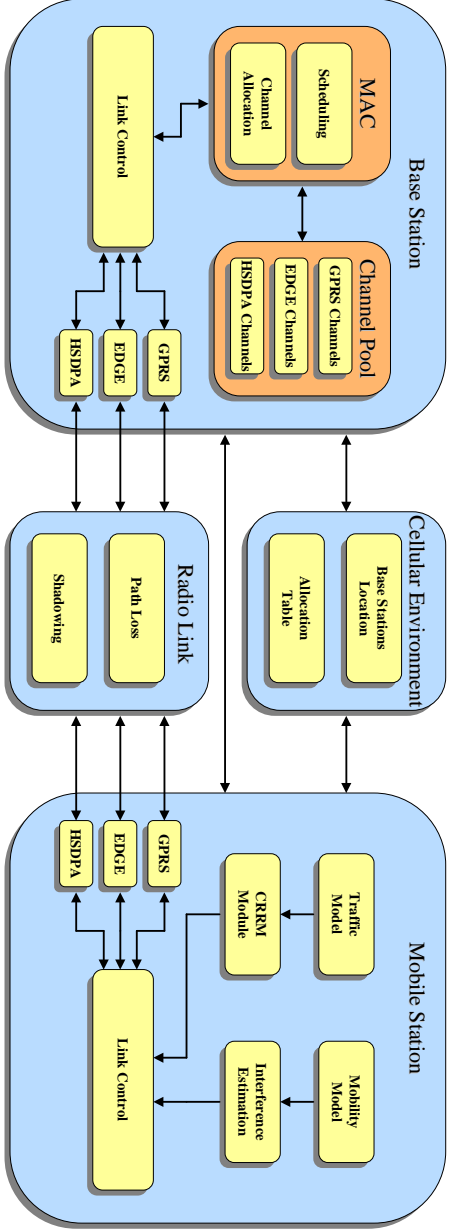 Base Station
MAC
Scheduling
Channel
Allocation
Channel Pool
GPRS Channels
EDGE Channels
HSDPA Channels
Link Control
GPRS
EDGE
HSDPA
Cellular Environment
Base Stations
Location
Allocation
Table
Radio Link
Path Loss
Shadowing
Mobile Station
Traffic
Model
Mobility
Model
CRRM
Module
Interference
Estimation
GPRS
EDGE
HSDPA
Link Control